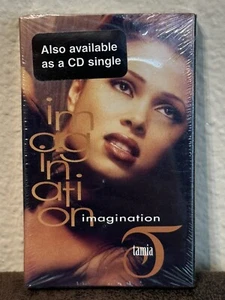 Also available
as a CD single
im
ag
in
ati
on
imagination
tamia